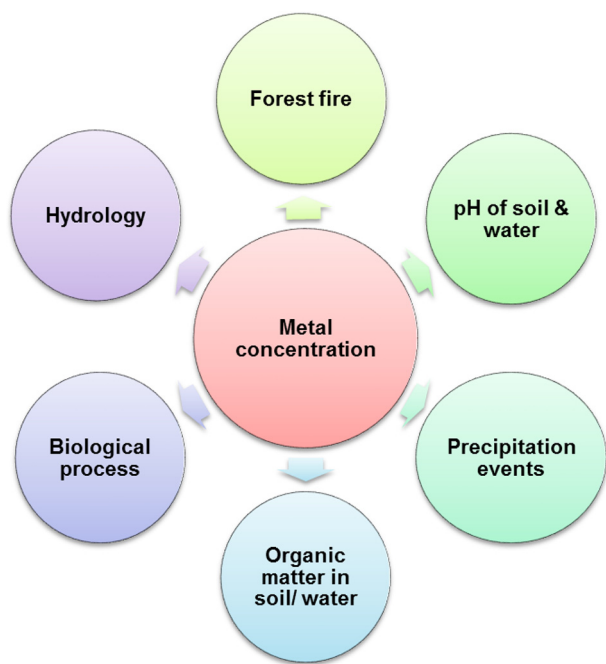 Forest fire
Hydrology
pH of soil &
water
Metal
concentration
Biological
process
Precipitation
events
Organic
matter in
soil/ water